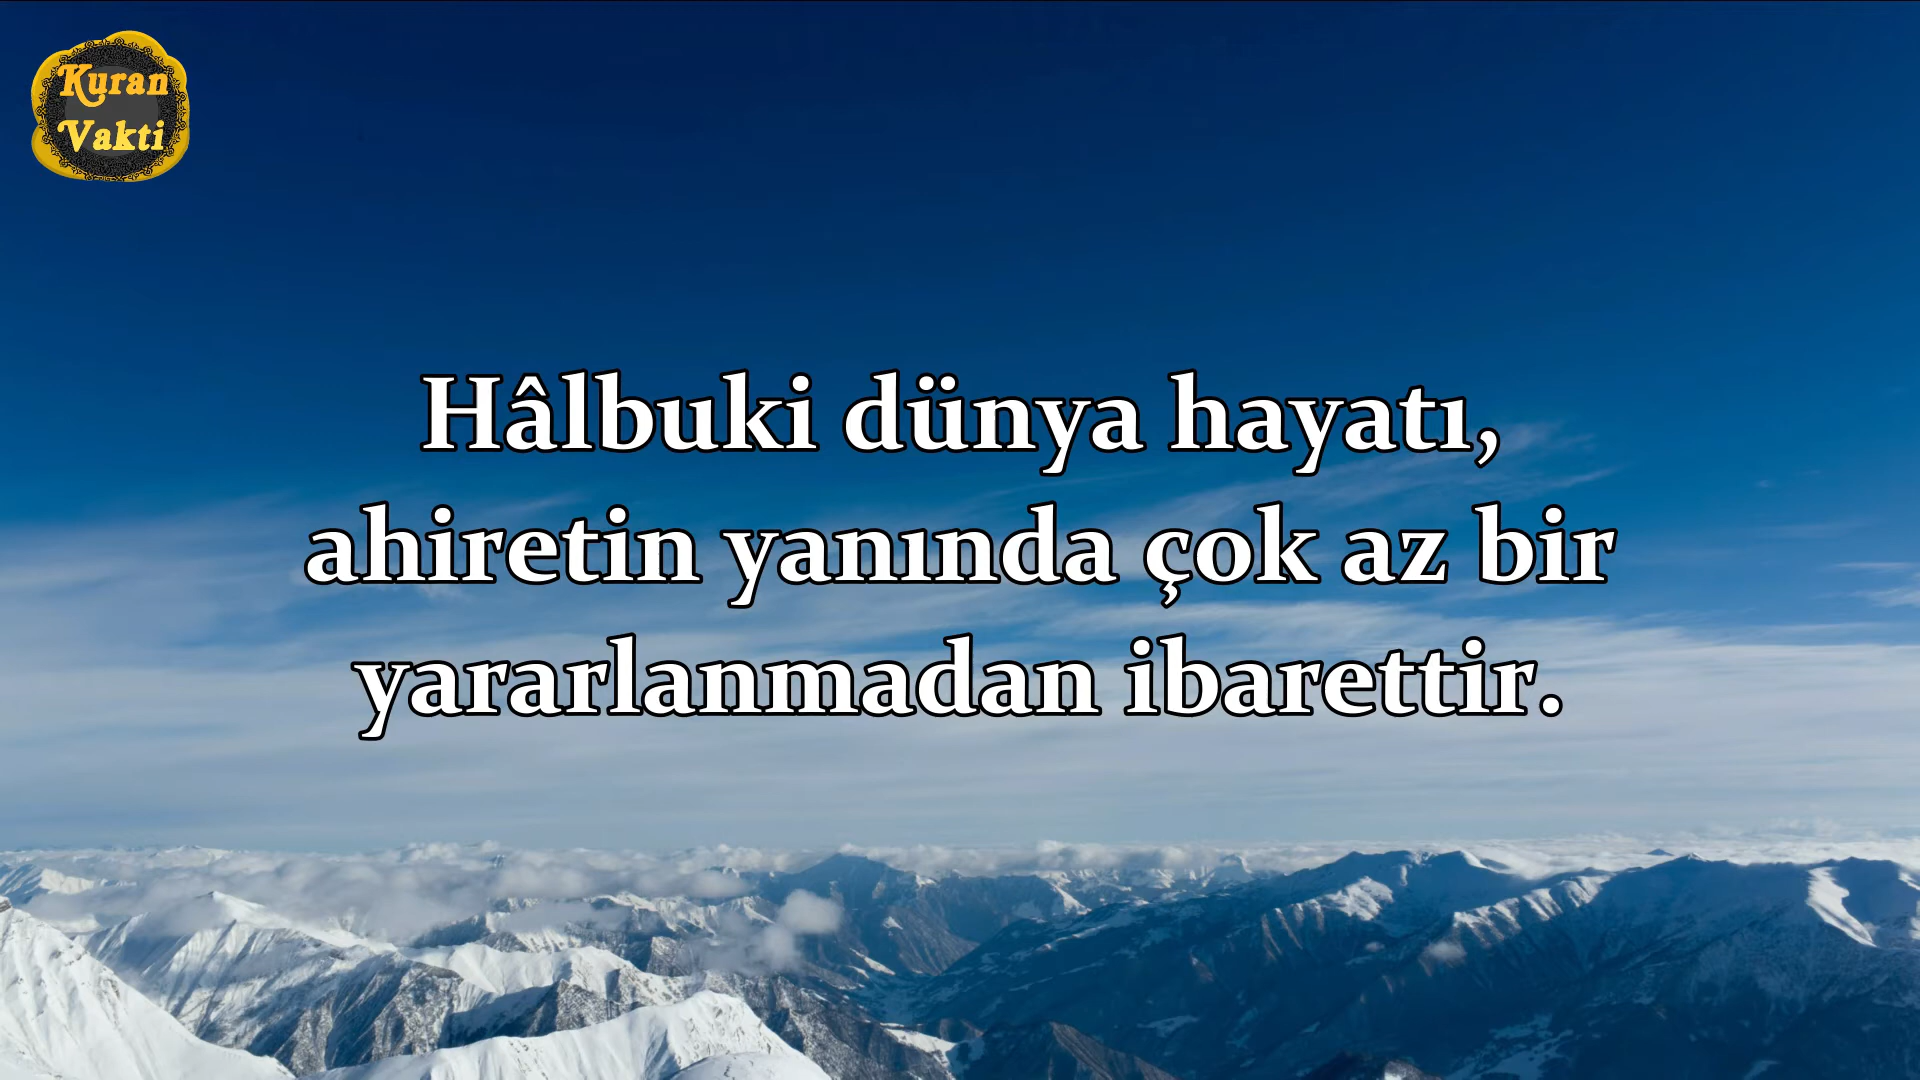 Kuran
Vakti
Hâlbuki dünya hayatı,
ahiretin yanında çok az bir
yararlanmadan ibarettir.